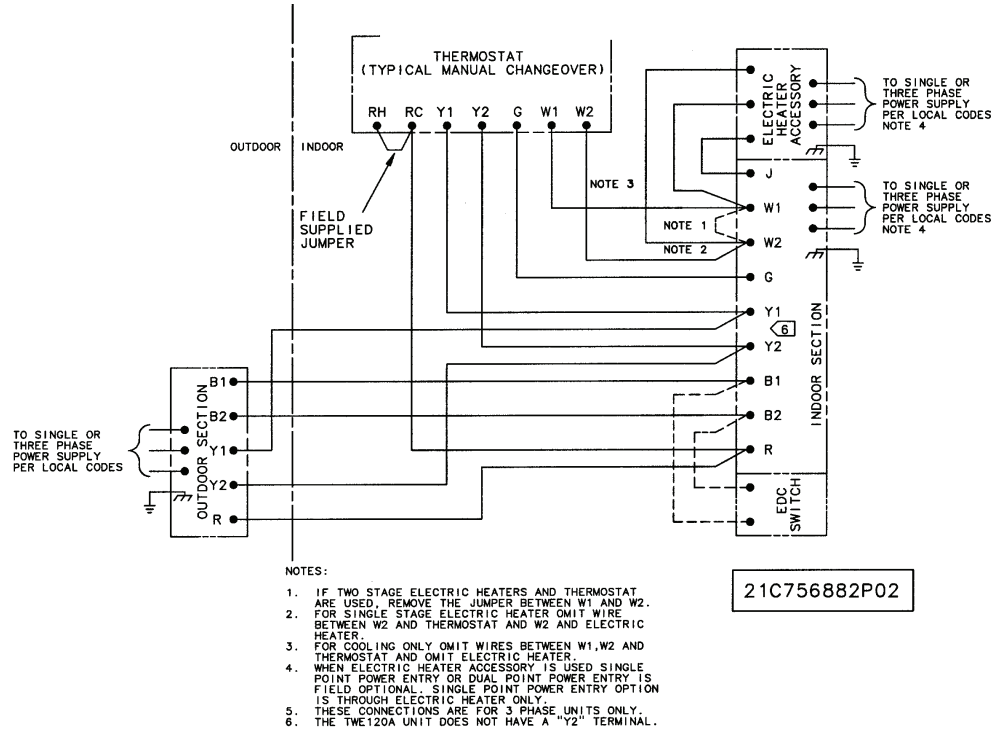 THERMOSTAT
(TYPICAL MANUAL CHANGEOVER)
RH RC Y1 Y2 G W1 W2
OUTDOOR INDOOR
FIELD
SUPPLIED
JUMPER
NOTE 3
NOTE 1
NOTE 2
ELECTRIC
HEATER
ACCESSORY
TO SINGLE OR
THREE PHASE
POWER SUPPLY
PER LOCAL CODES
NOTE 4
J
W1
W2
G
Y1
6
Y2
B1
B2
R
TO SINGLE OR
THREE PHASE
POWER SUPPLY
PER LOCAL CODES
NOTE 4
INDOOR SECTION
EDC
SWITCH
B1
B2
Y1
Y2
R
OUTDOOR SECTION
TO SINGLE OR
THREE PHASE
POWER SUPPLY
PER LOCAL CODES
21C756882P02
NOTES:
1. IF TWO STAGE ELECTRIC HEATERS AND THERMOSTAT
ARE USED, REMOVE THE JUMPER BETWEEN W1 AND W2.
2. FOR SINGLE STAGE ELECTRIC HEATER OMIT WIRE
BETWEEN W2 AND THERMOSTAT AND W2 AND ELECTRIC
HEATER.
3. FOR COOLING ONLY OMIT WIRES BETWEEN W1,W2 AND
THERMOSTAT AND OMIT ELECTRIC HEATER.
4. WHEN ELECTRIC HEATER ACCESSORY IS USED SINGLE
POINT POWER ENTRY OR DUAL POINT POWER ENTRY IS
FIELD OPTIONAL. SINGLE POINT POWER ENTRY OPTION
IS THROUGH ELECTRIC HEATER ONLY.
5. THESE CONNECTIONS ARE FOR 3 PHASE UNITS ONLY.
6. THE TWE120A UNIT DOES NOT HAVE A "Y2" TERMINAL.